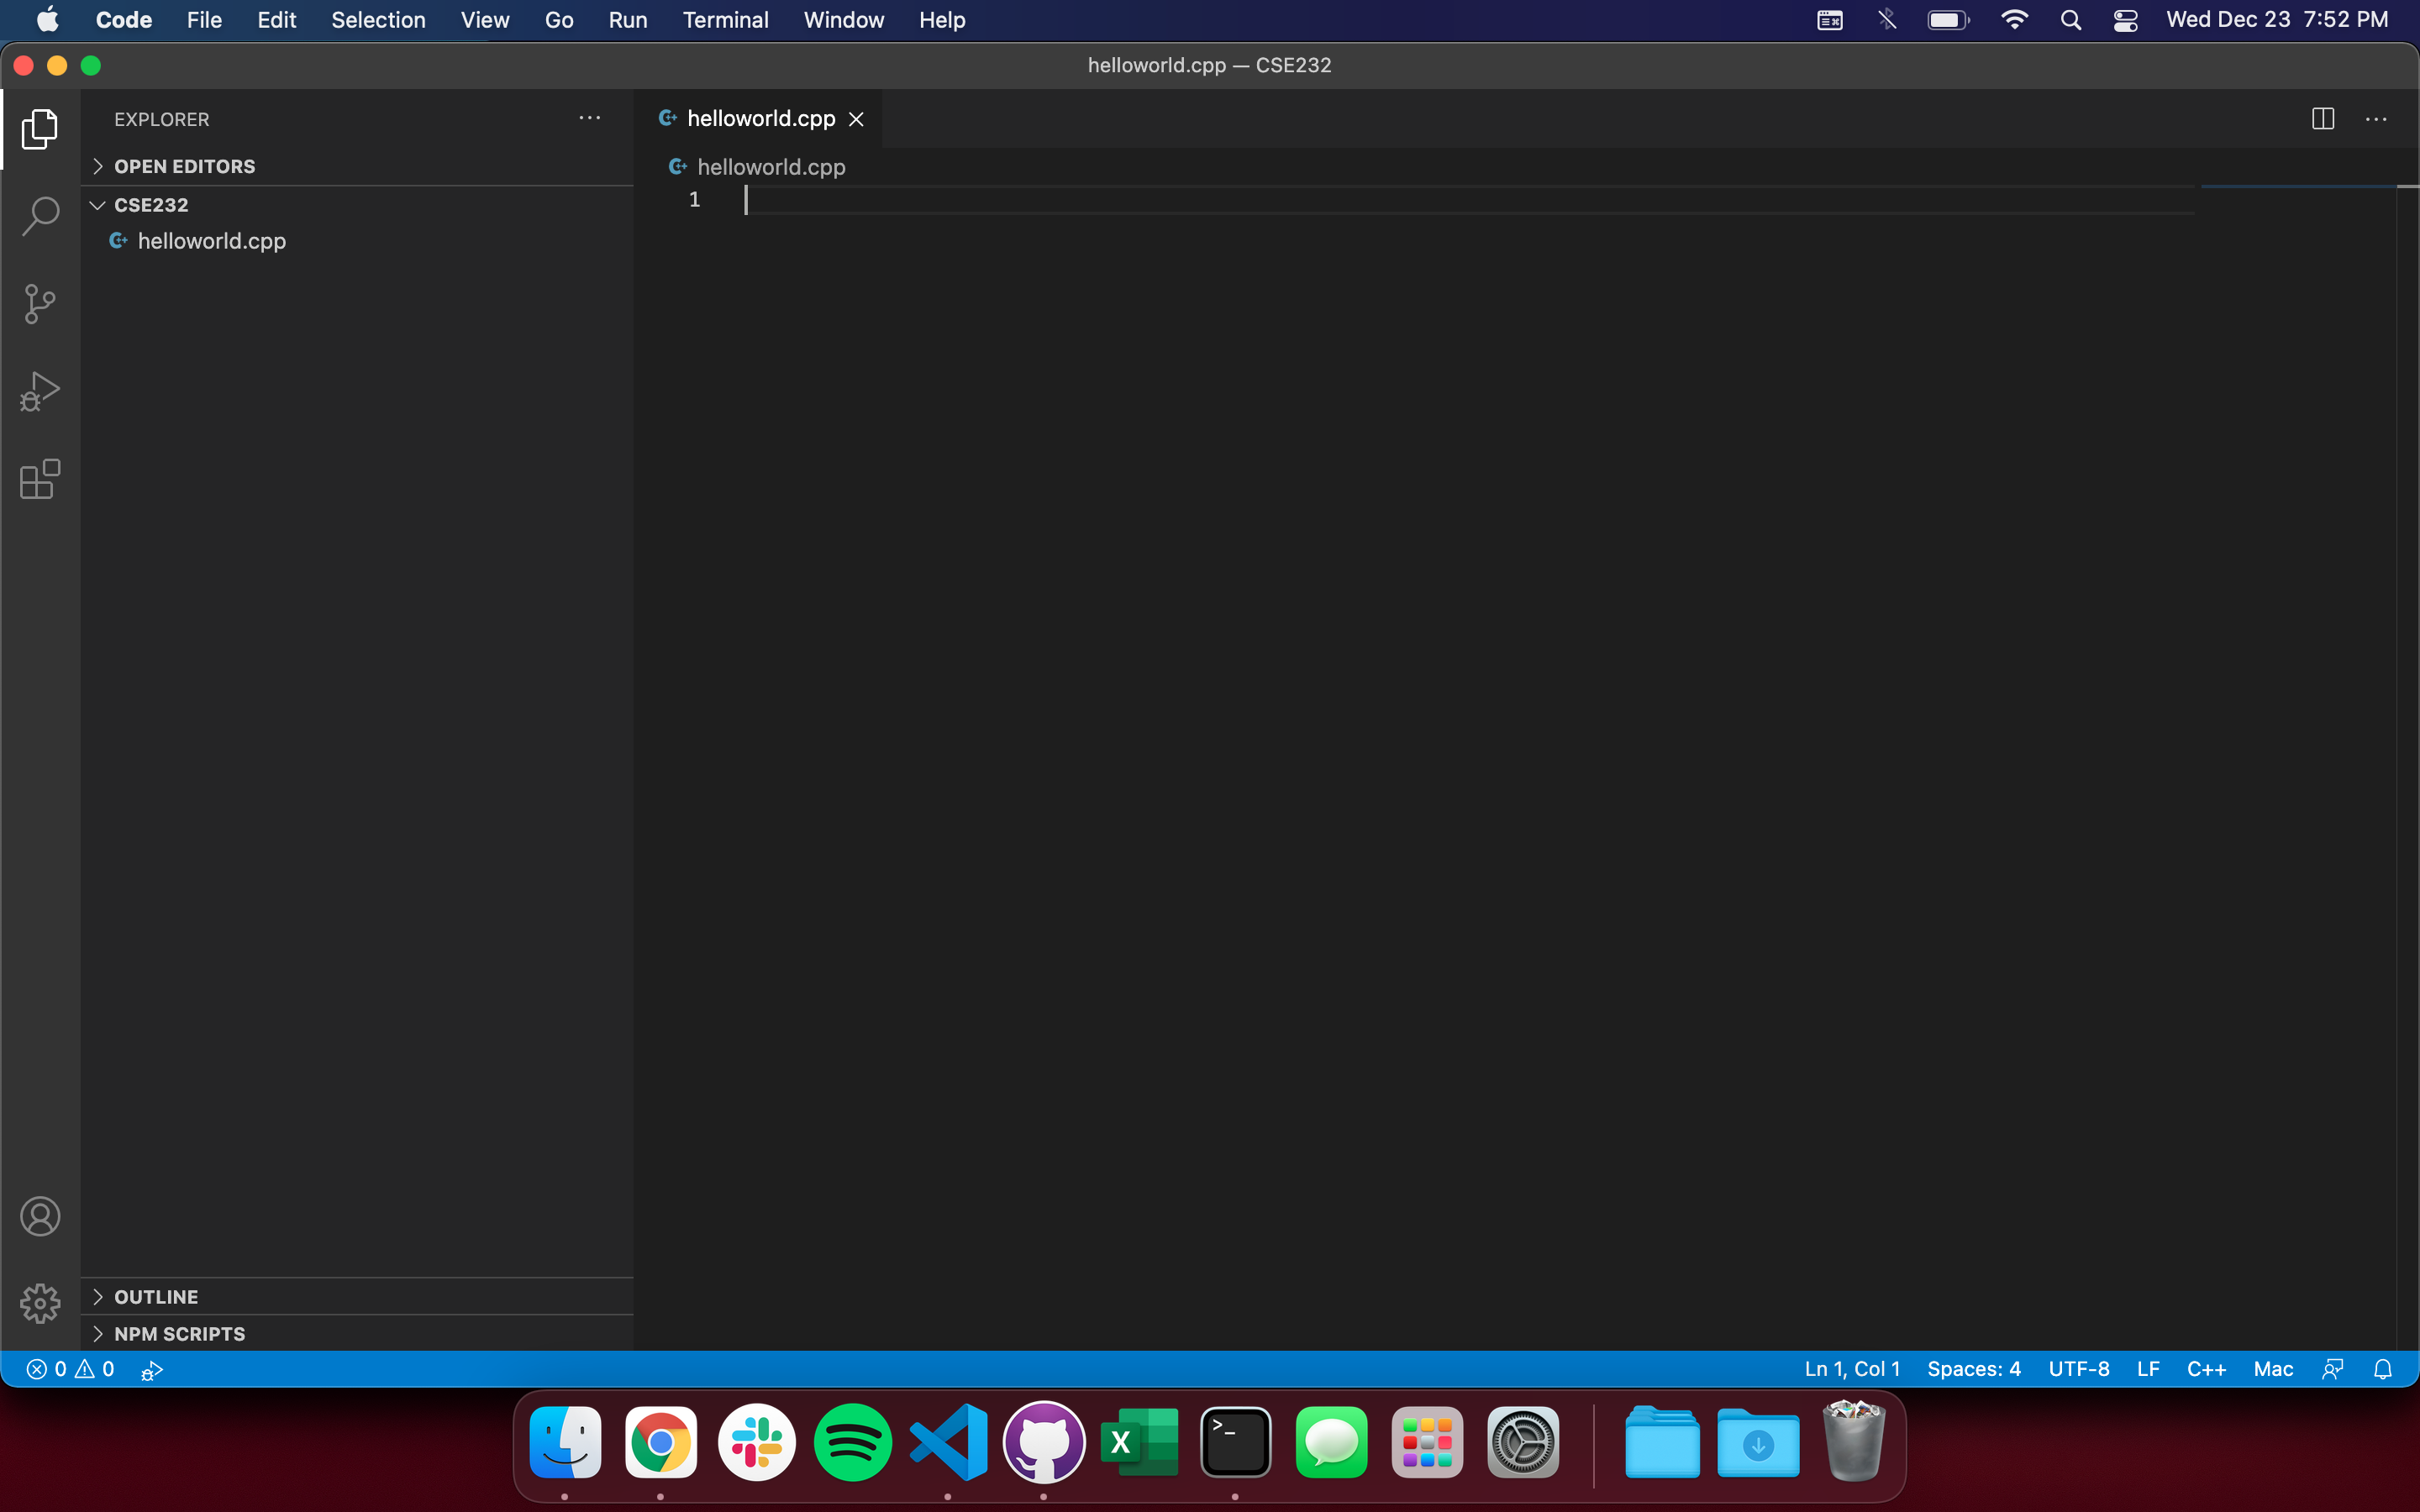 Code File Edit Selection View Go Run Terminal Window Help Wed Dec 23 7:52 PM
helloworld.cpp — CSE232
EXPLORER
helloworld.cpp
OPEN EDITORS
helloworld.cpp
1
CSE232
helloworld.cpp
OUTLINE
NPM SCRIPTS
0 0 Ln 1, Col 1 Spaces: 4 UTF-8 LF C++ Mac
X
>_